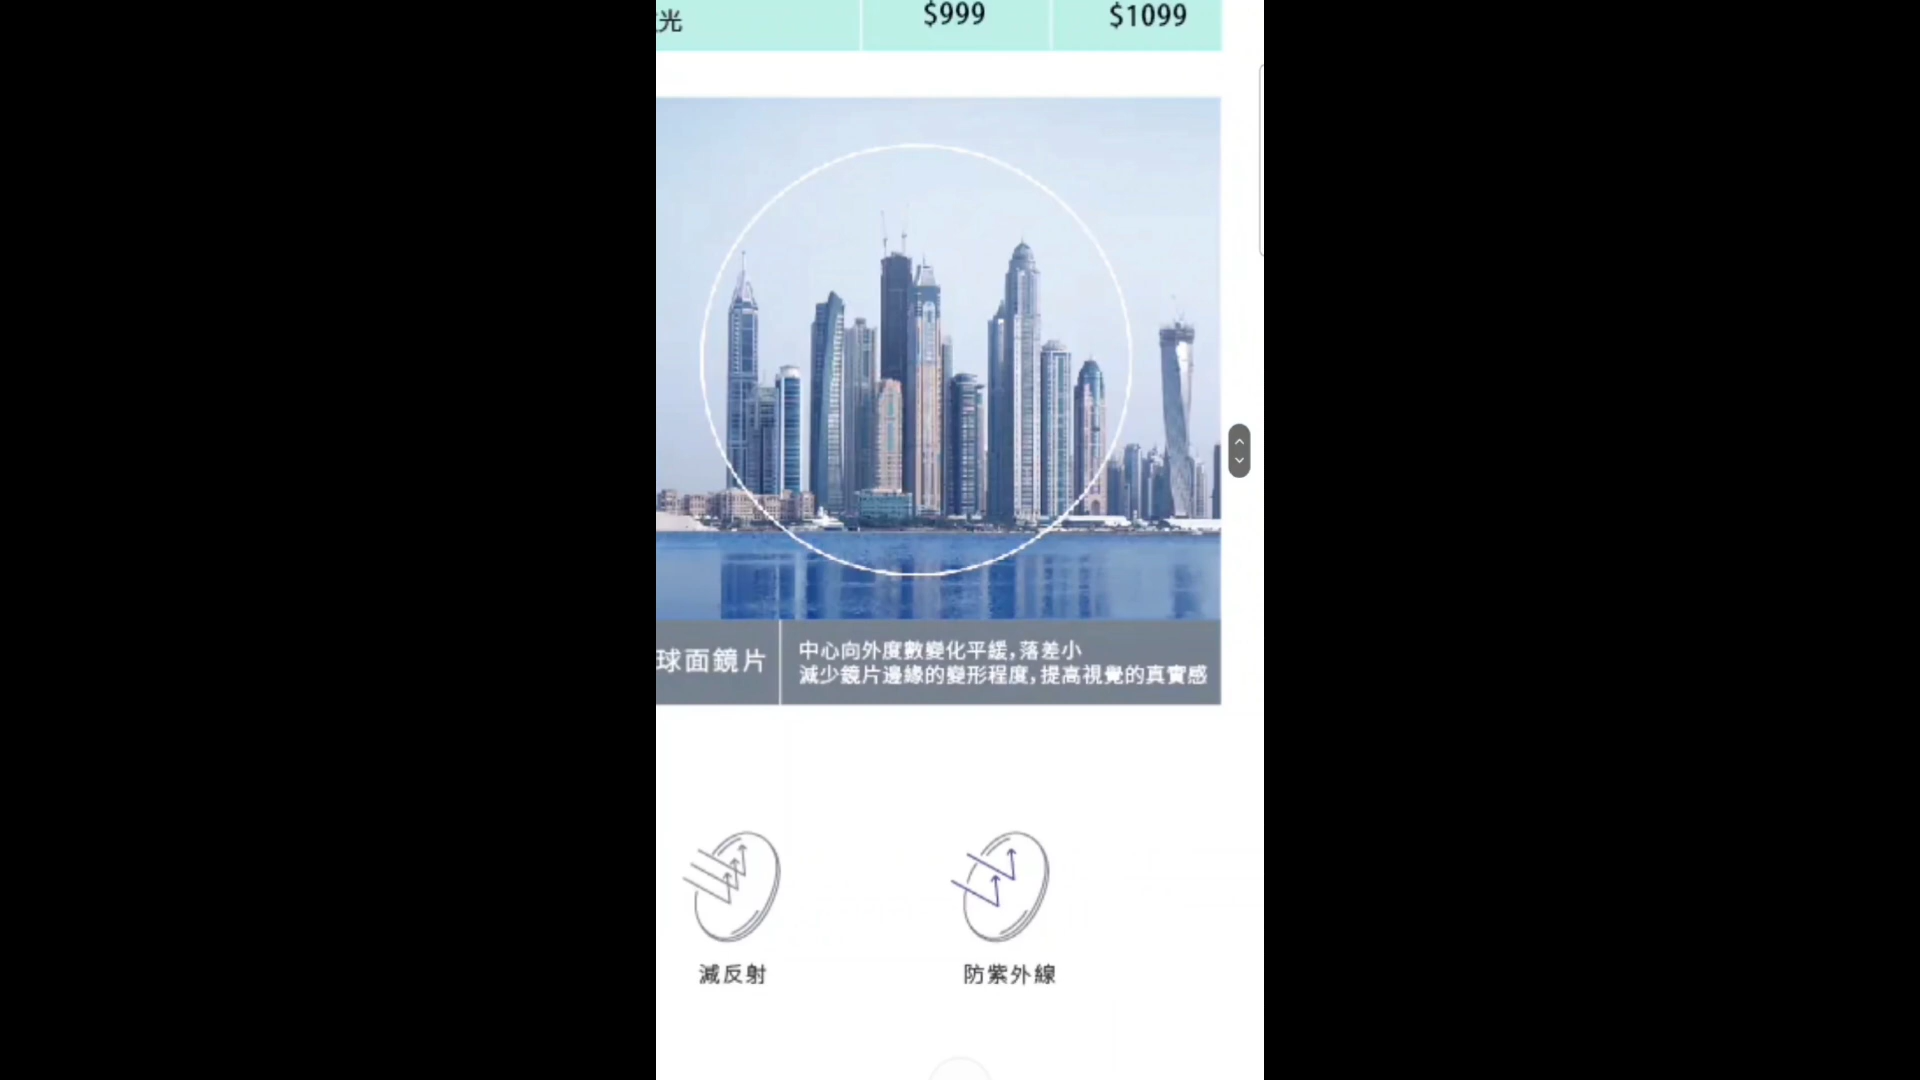 光
$999
$1099
球面鏡片
中心向外度數變化平緩,落差小
減少鏡片邊緣的變形程度,提高視覺的真實感
減反射
防紫外線